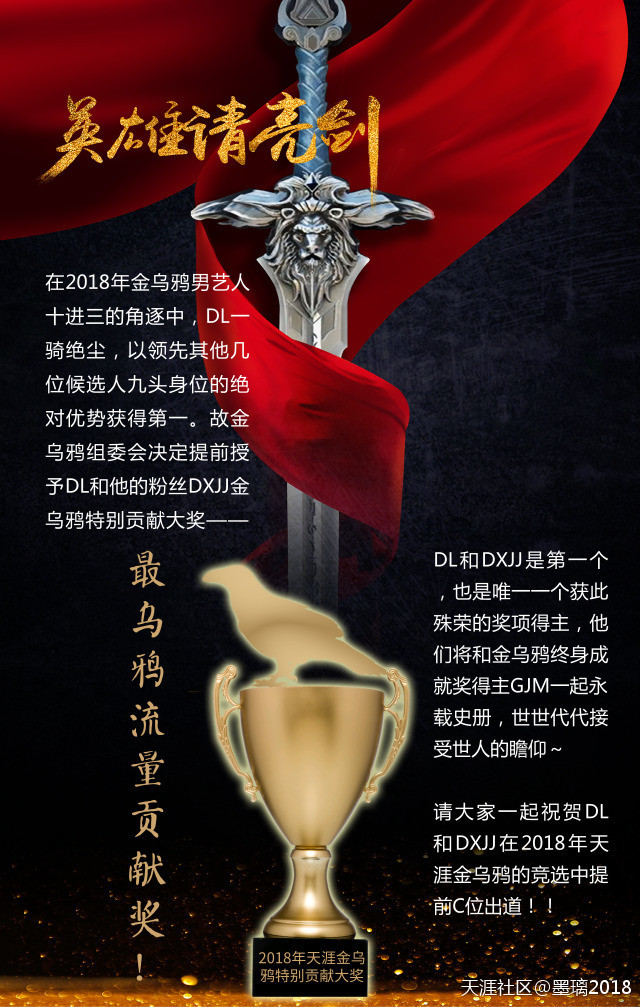 英雄请亮剑
在2018年金乌鸦男艺人
十进三的角逐中，DL一
骑绝尘，以领先其他几
位候选人九头身位的绝
对优势获得第一。故金
乌鸦组委会决定提前授
予DL和他的粉丝DXJJ金
乌鸦特别贡献大奖——
最乌鸦流量贡献奖！
DL和DXJJ是第一个
，也是唯一一个获此
殊荣的奖项得主，他
们将和金乌鸦终身成
就奖得主GJM一起永
载史册，世世代代接
受世人的瞻仰～
请大家一起祝贺DL
和DXJJ在2018年天
涯金乌鸦的竞选中提
前C位出道！！
2018年天涯金乌
鸦特别贡献大奖
天涯社区@墨璃2018